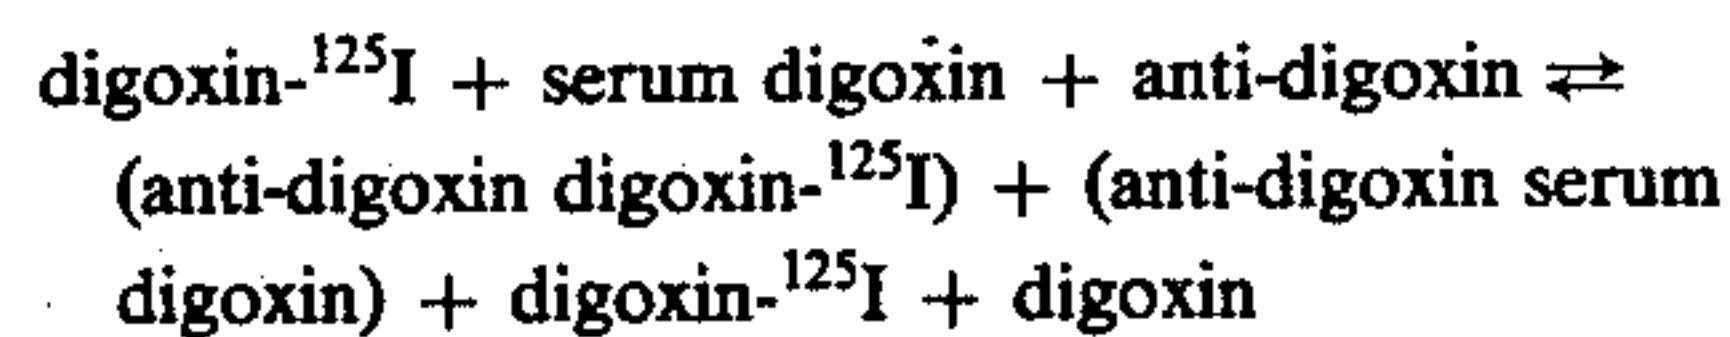 digoxin-¹²⁵I + serum digoxin + anti-digoxin ⇄
(anti-digoxin digoxin-¹²⁵I) + (anti-digoxin serum
digoxin) + digoxin-¹²⁵I + digoxin